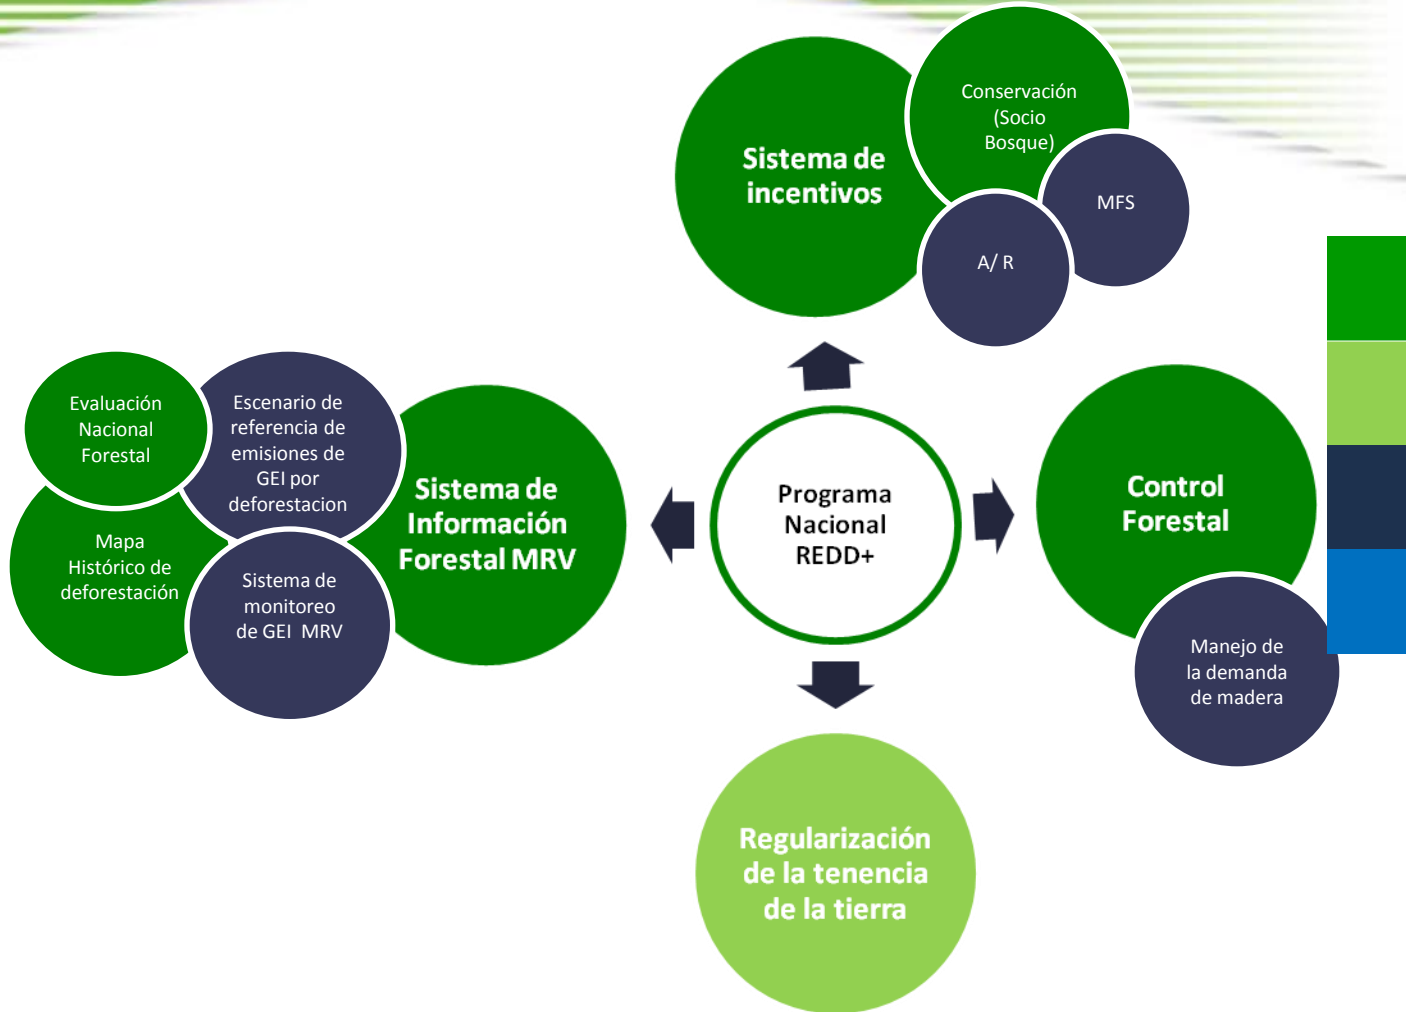 Conservación
(Socio
Bosque)
Sistema de
incentivos
MFS
A/ R
Evaluación
Nacional
Forestal
Escenario de
referencia de
emisiones de
GEI por
deforestacion
Mapa
Histórico de
deforestación
Sistema de
monitoreo
de GEI MRV
Sistema de
Información
Forestal MRV
Programa
Nacional
REDD+
Control
Forestal
Manejo de
la demanda
de madera
Regularización
de la tenencia
de la tierra